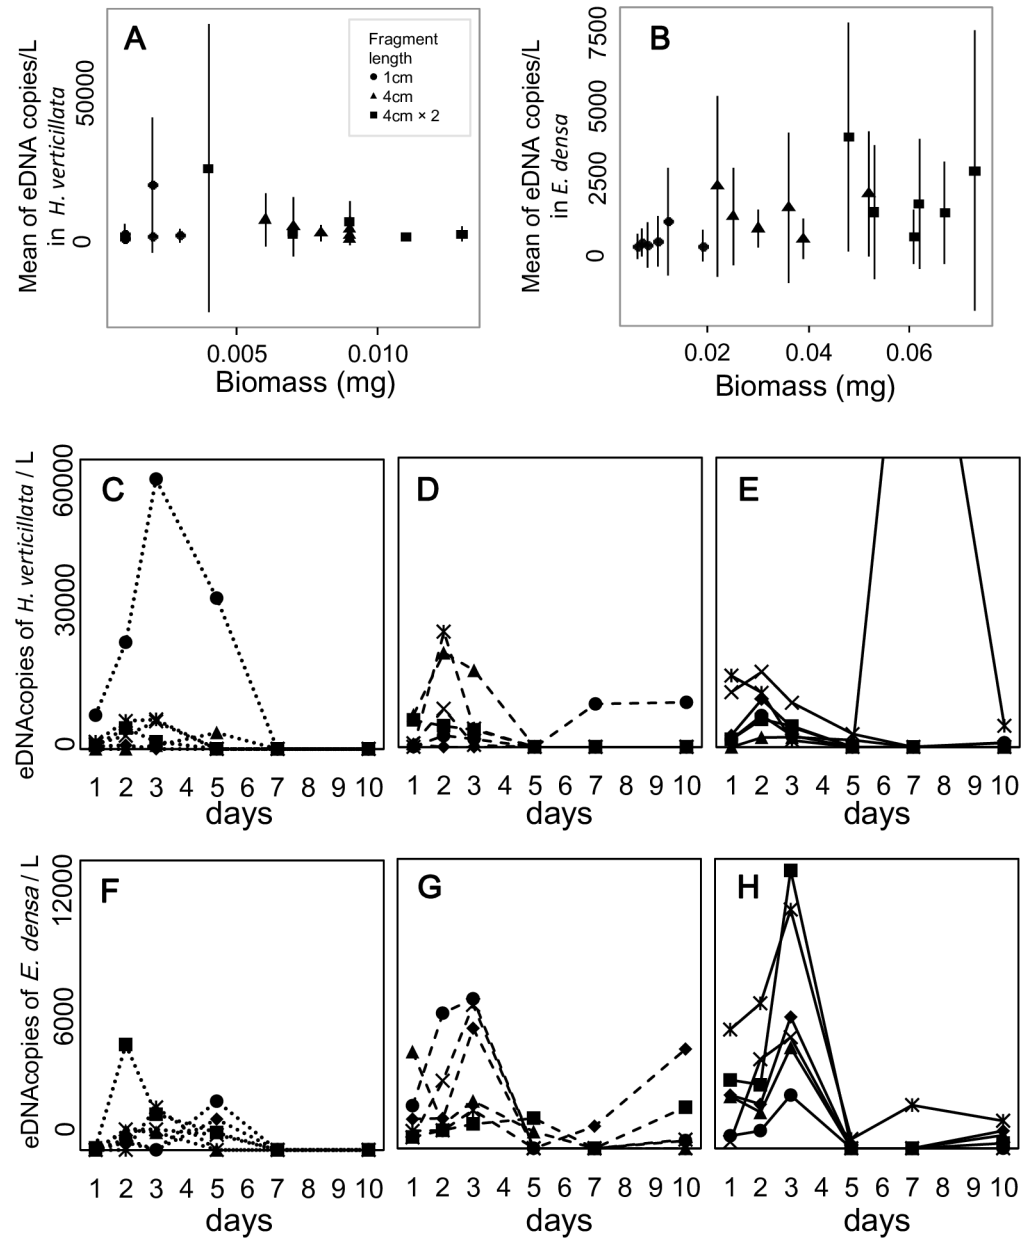 A
Mean of eDNA copies/L
in H. verticillata
50000
0
Fragment
length
1cm
4cm
4cm × 2
0.005 0.010
Biomass (mg)
B
Mean of eDNA copies/L
in E. densa
7500
5000
2500
0
0.02 0.04 0.06
Biomass (mg)
eDNAcopies of H. verticillata / L
60000
30000
0
C
1 2 3 4 5 6 8 9 10
days
D
1 2 3 4 5 6 7 8 9 10
days
E
1 2 3 4 5 6 7 8 9 10
days
eDNAcopies of E. densa / L
12000
6000
0
F
1 2 3 4 5 6 7 8 9 10
days
G
1 2 3 4 5 6 7 8 9 10
days
H
1 2 3 4 5 6 7 8 9 10
days